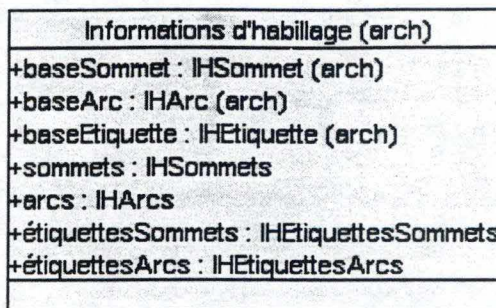 Informations d'habillage (arch)
+baseSommet : IHSommet (arch)
+baseArc : IHArc (arch)
+baseEtiquette : IHEtiquette (arch)
+sommets : IHSommets
+arcs : IHArcs
+étiquettesSommets : IHEtiquettesSommets
+étiquettesArcs : IHEtiquettesArcs